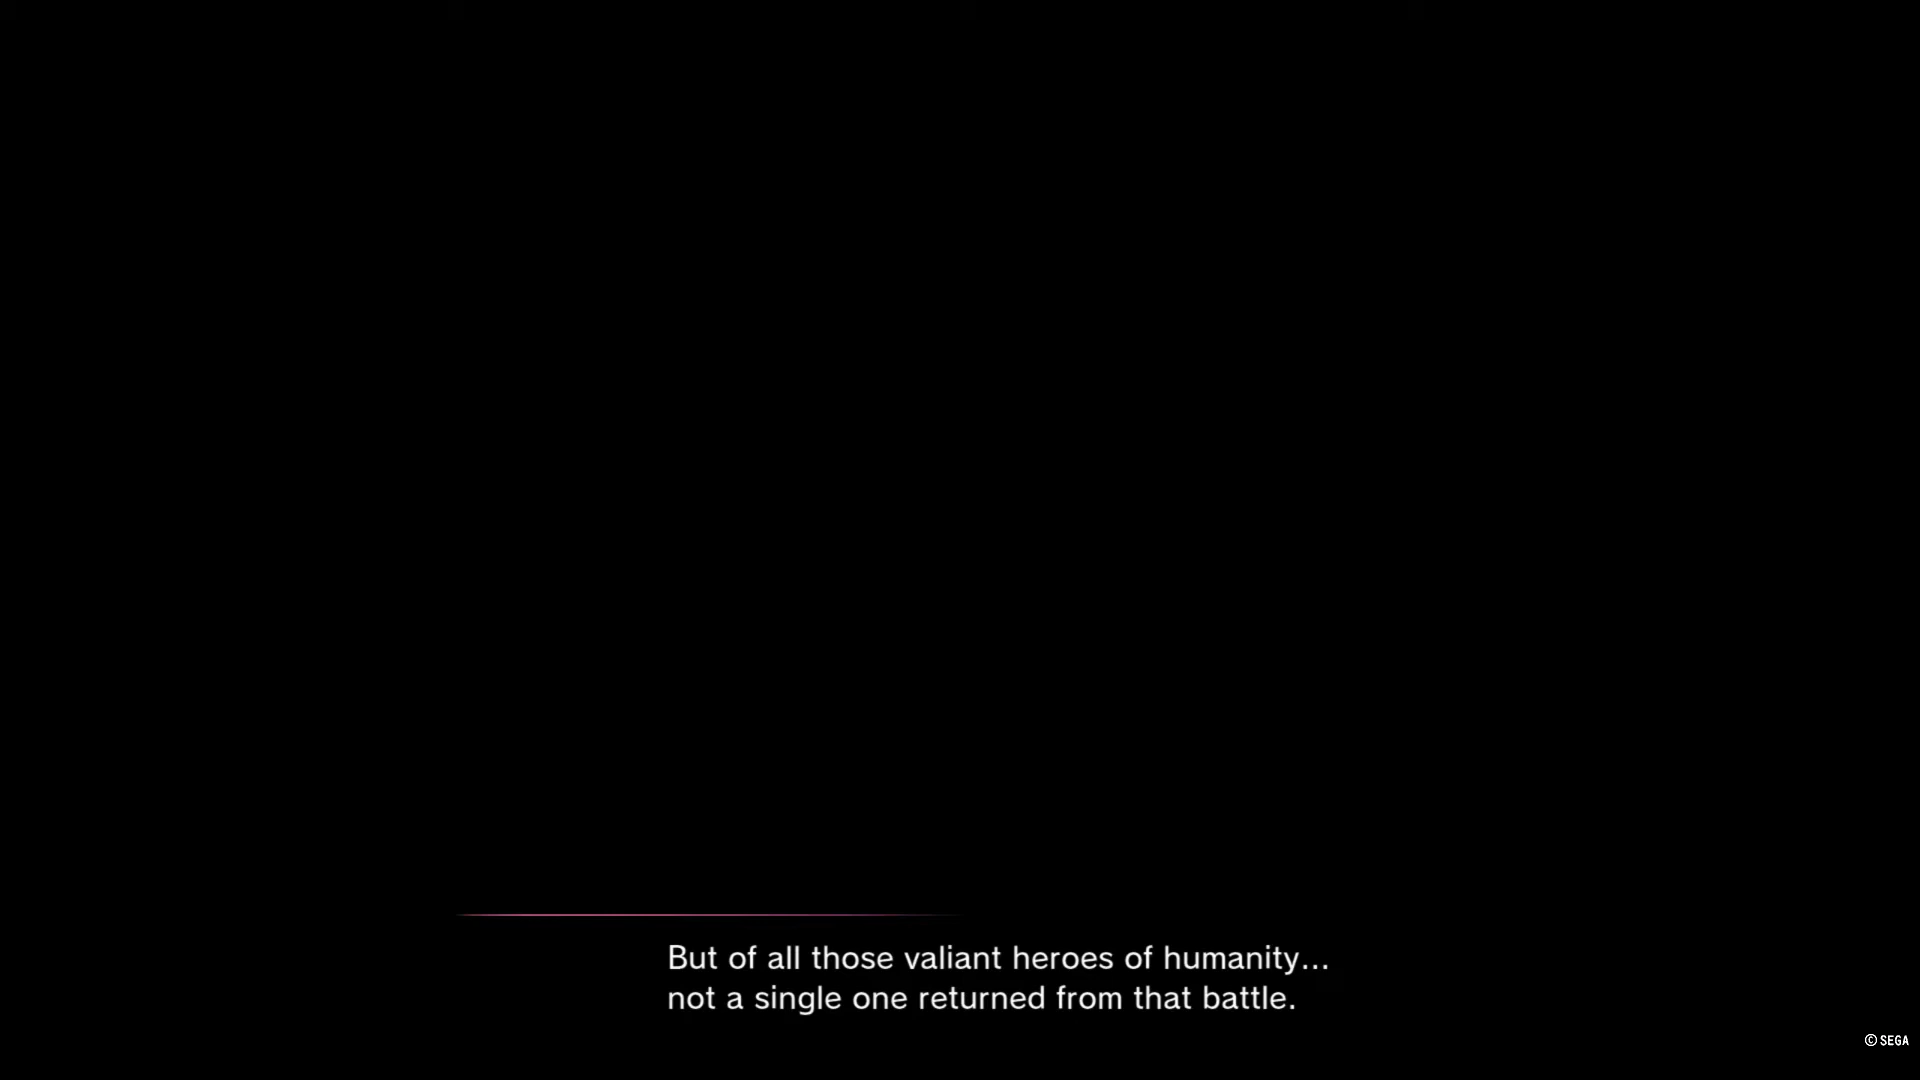 But of all those valiant heroes of humanity...
not a single one returned from that battle.
© SEGA